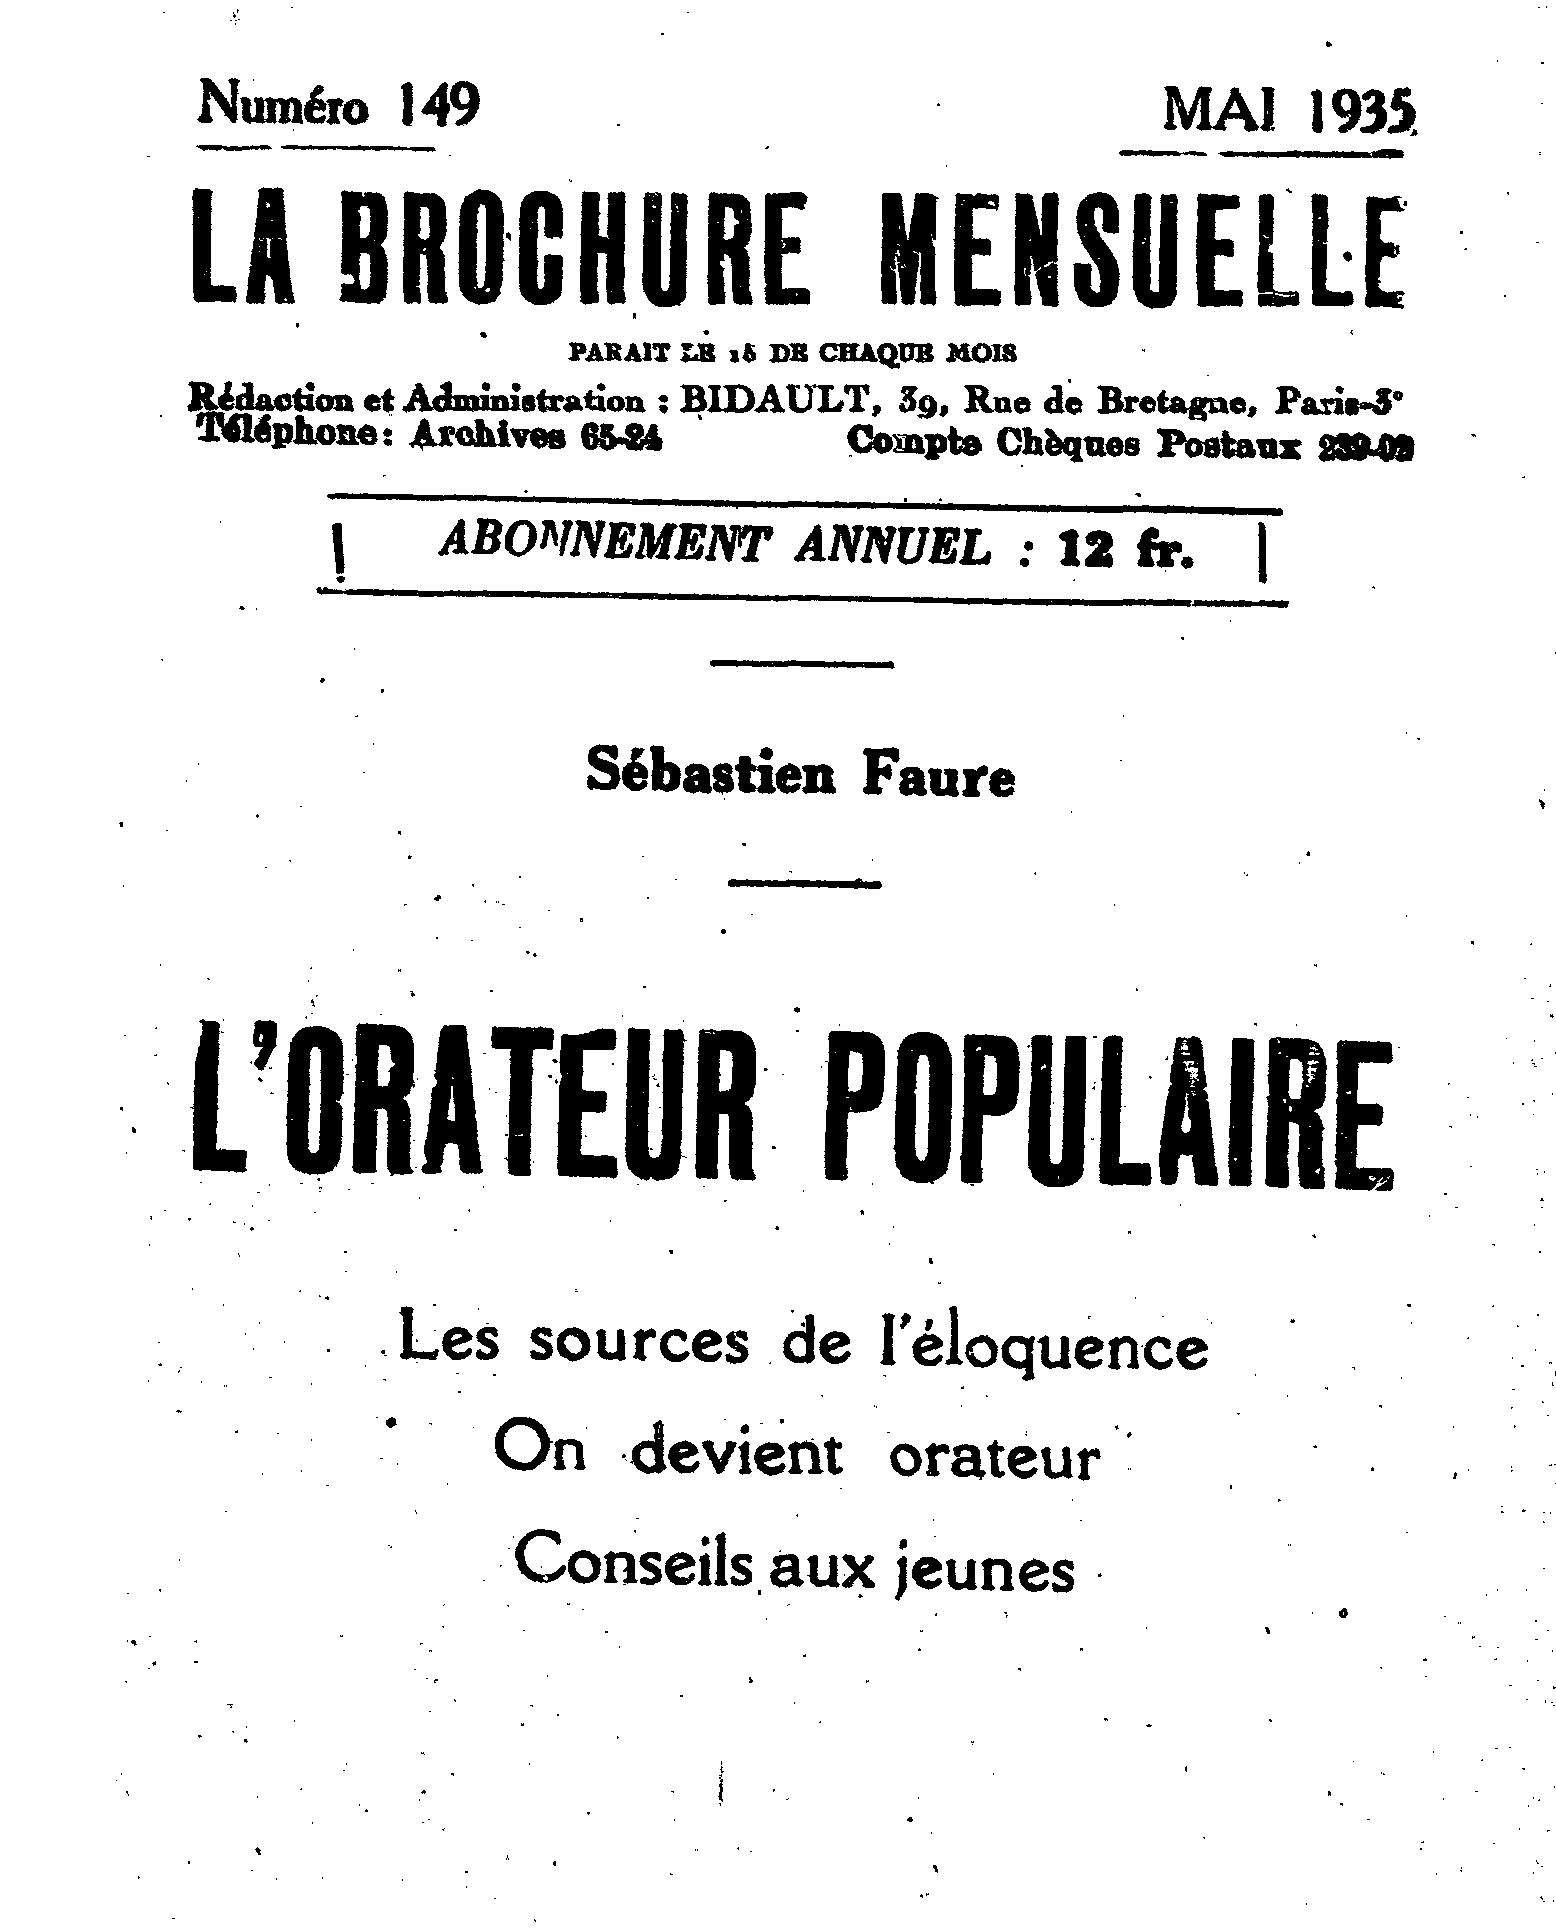 Numéro 149
MAI 1935
LA BROCHURE MENSUELLE
PARAIT LE 15 DE CHAQUE MOIS
Rédaction et Administration : BIDAULT, 39, Rue de Bretagne, Paris-3e
Téléphone : Archives 65-24
Compte Chèques Postaux 239-02
ABONNEMENT ANNUEL : 12 fr.
Sébastien Faure
L'ORATEUR POPULAIRE
Les sources de l'éloquence
On devient orateur
Conseils aux jeunes